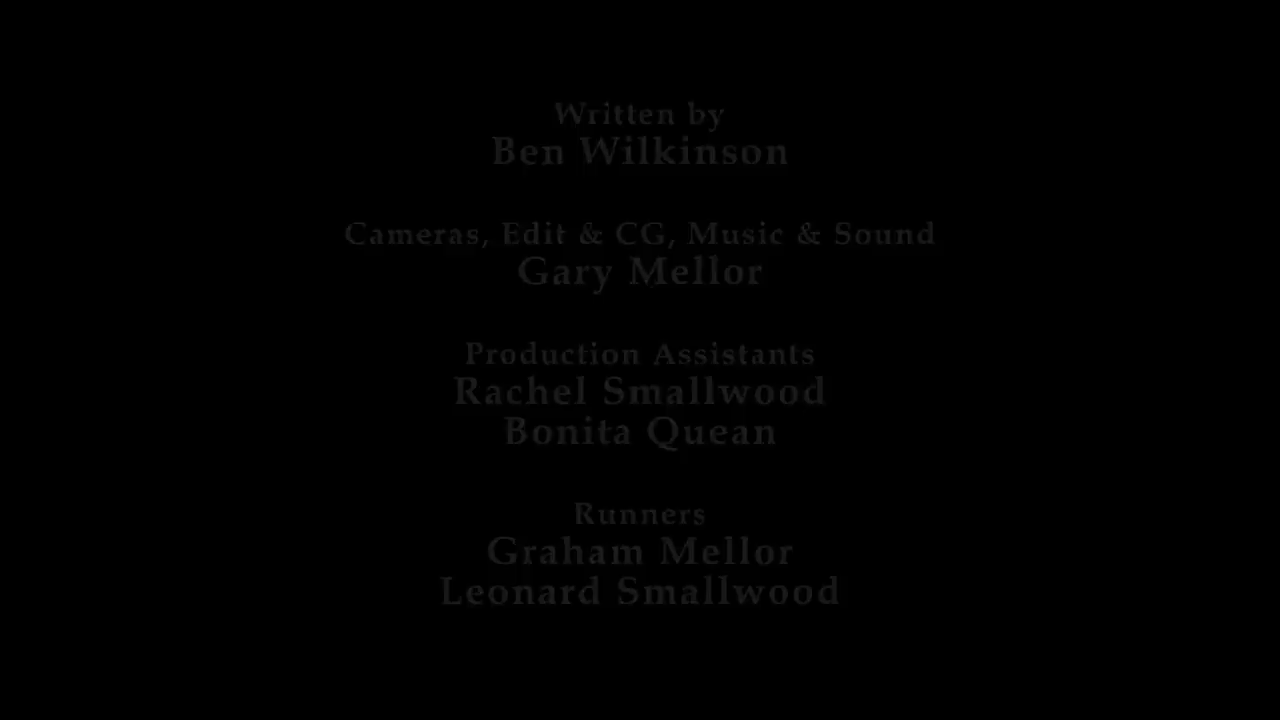 Written by
Ben Wilkinson
Cameras, Edit & CG, Music & Sound
Gary Mellor
Production Assistants
Rachel Smallwood
Bonita Quean
Runners
Graham Mellor
Leonard Smallwood